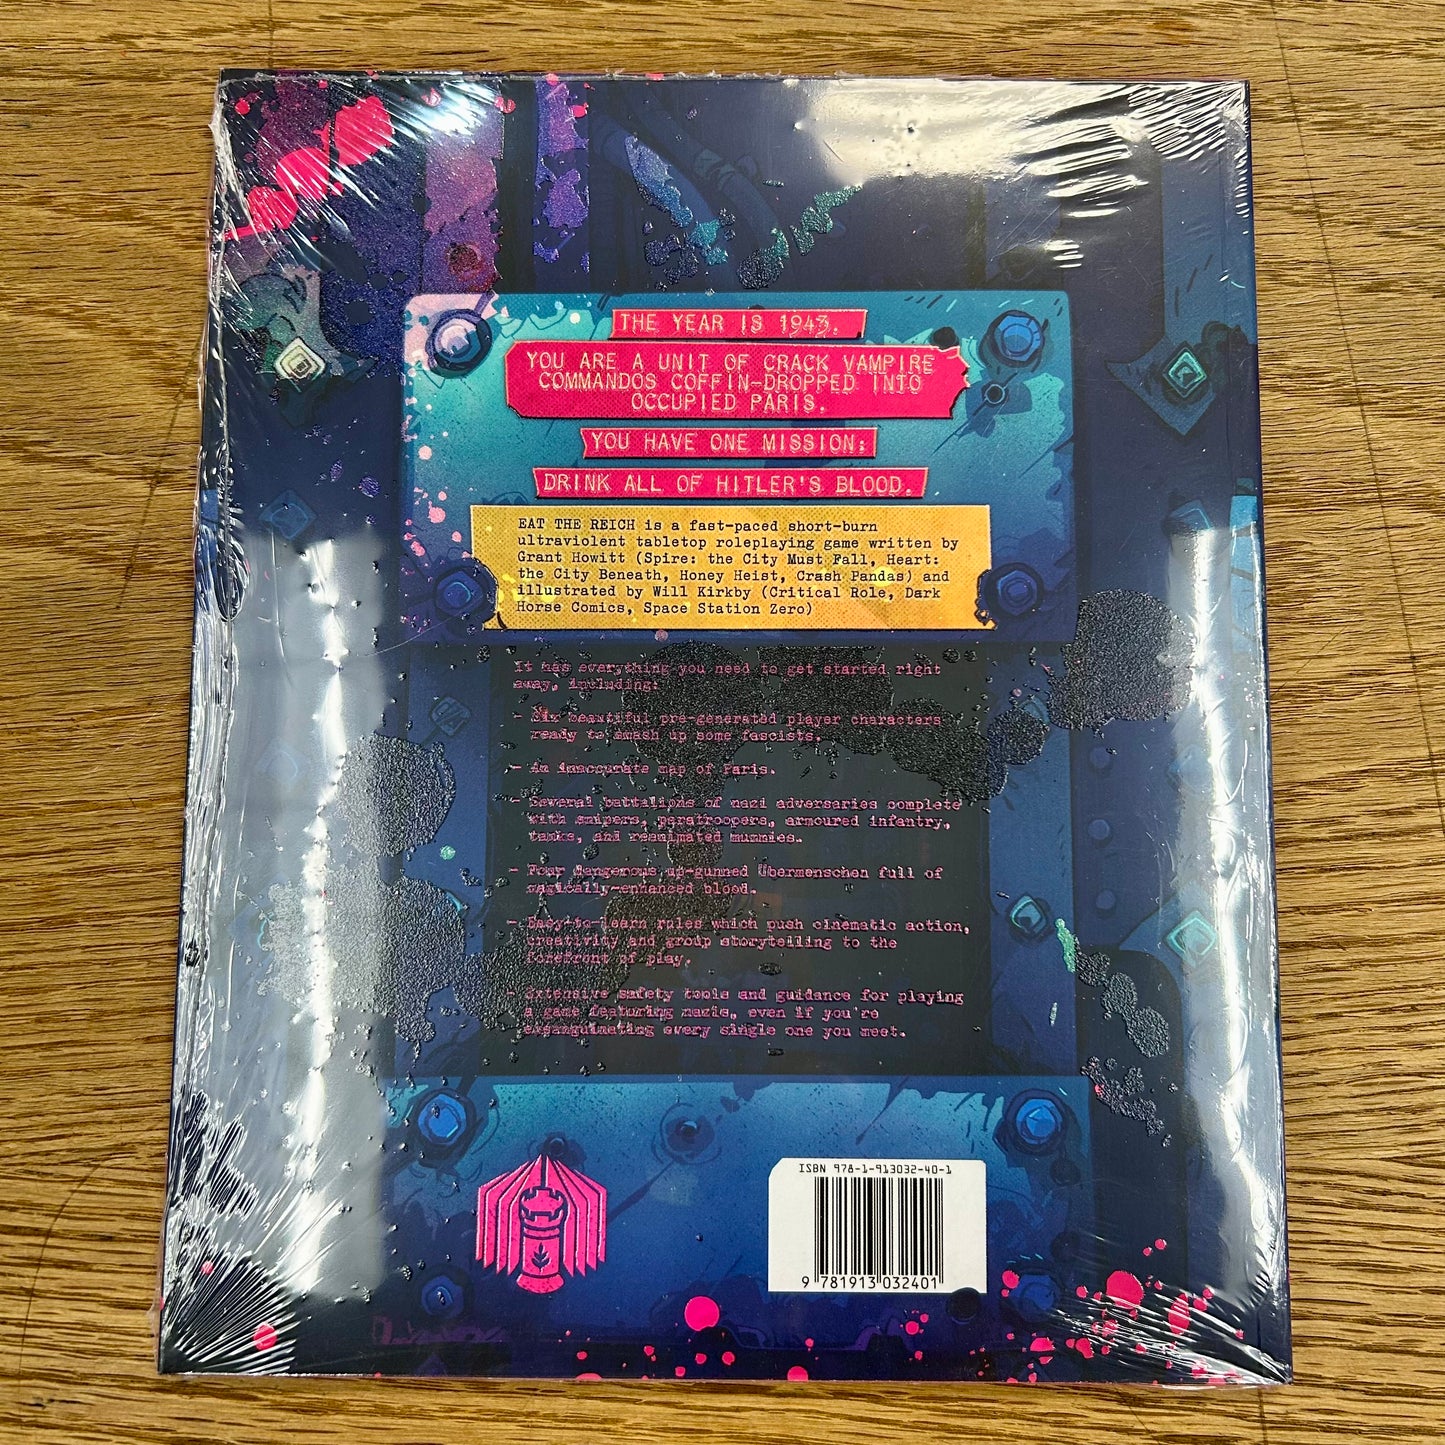 THE YEAR IS 1943.
YOU ARE A UNIT OF CRACK VAMPIRE
COMMANDOS COFFIN-DROPPED INTO
OCCUPIED PARIS.
YOU HAVE ONE MISSION:
DRINK ALL OF HITLER'S BLOOD.
EAT THE REICH is a fast-paced short-burn
ultraviolent tabletop roleplaying game written by
Grant Howitt (Spire: the City Must Fall, Heart:
the City Beneath, Honey Heist, Crash Pandas) and
illustrated by Will Kirkby (Critical Role, Dark
Horse Comics, Space Station Zero)
It has everything you need to get started right
away, including:
- Six beautiful pre-generated player characters
ready to smash up some fascists.
- An inaccurate map of Paris.
- Several battalions of nazi adversaries complete
with snipers, paratroopers, armoured infantry,
tanks, and reanimated mummies.
- Four dangerous up-gunned Übermenschen full of
magically-enhanced blood.
- Easy-to-learn rules which push cinematic action,
creativity and group storytelling to the
forefront of play.
- Extensive safety tools and guidance for playing
a game featuring nazis, even if you're
exsanguinating every single one you meet.
ISBN 978-1-913032-40-1
9 781913 032401